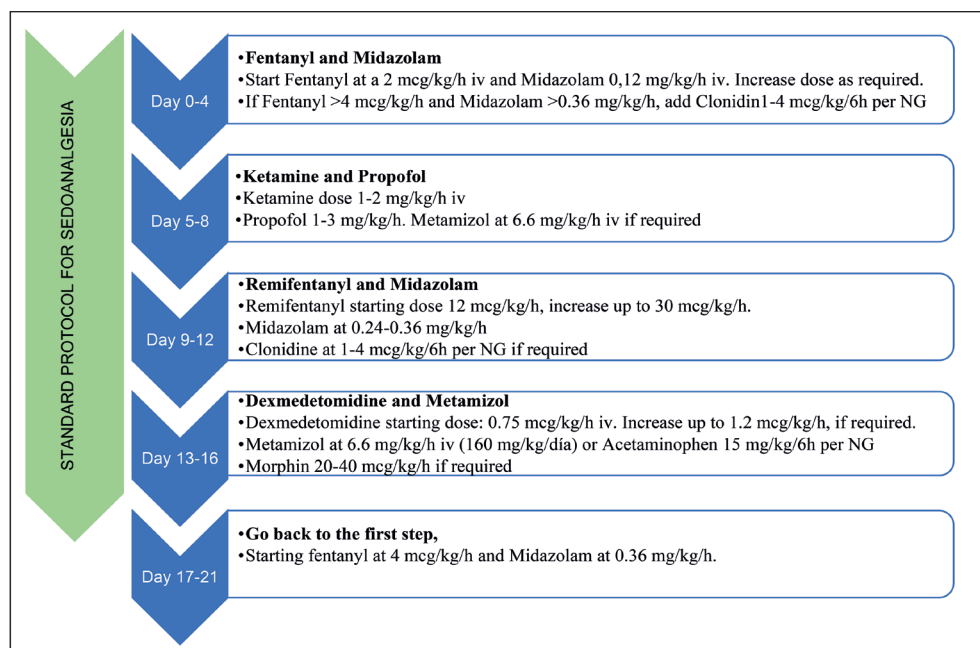 STANDARD PROTOCOL FOR SEDOANALGESIA
Day 0-4
•Fentanyl and Midazolam
•Start Fentanyl at a 2 mcg/kg/h iv and Midazolam 0,12 mg/kg/h iv. Increase dose as required.
•If Fentanyl >4 mcg/kg/h and Midazolam >0.36 mg/kg/h, add Clonidin1-4 mcg/kg/6h per NG
Day 5-8
•Ketamine and Propofol
•Ketamine dose 1-2 mg/kg/h iv
•Propofol 1-3 mg/kg/h. Metamizol at 6.6 mg/kg/h iv if required
Day 9-12
•Remifentanyl and Midazolam
•Remifentanyl starting dose 12 mcg/kg/h, increase up to 30 mcg/kg/h.
•Midazolam at 0.24-0.36 mg/kg/h
•Clonidine at 1-4 mcg/kg/6h per NG if required
Day 13-16
•Dexmedetomidine and Metamizol
•Dexmedetomidine starting dose: 0.75 mcg/kg/h iv. Increase up to 1.2 mcg/kg/h, if required.
•Metamizol at 6.6 mg/kg/h iv (160 mg/kg/día) or Acetaminophen 15 mg/kg/6h per NG
•Morphin 20-40 mcg/kg/h if required
Day 17-21
•Go back to the first step,
•Starting fentanyl at 4 mcg/kg/h and Midazolam at 0.36 mg/kg/h.